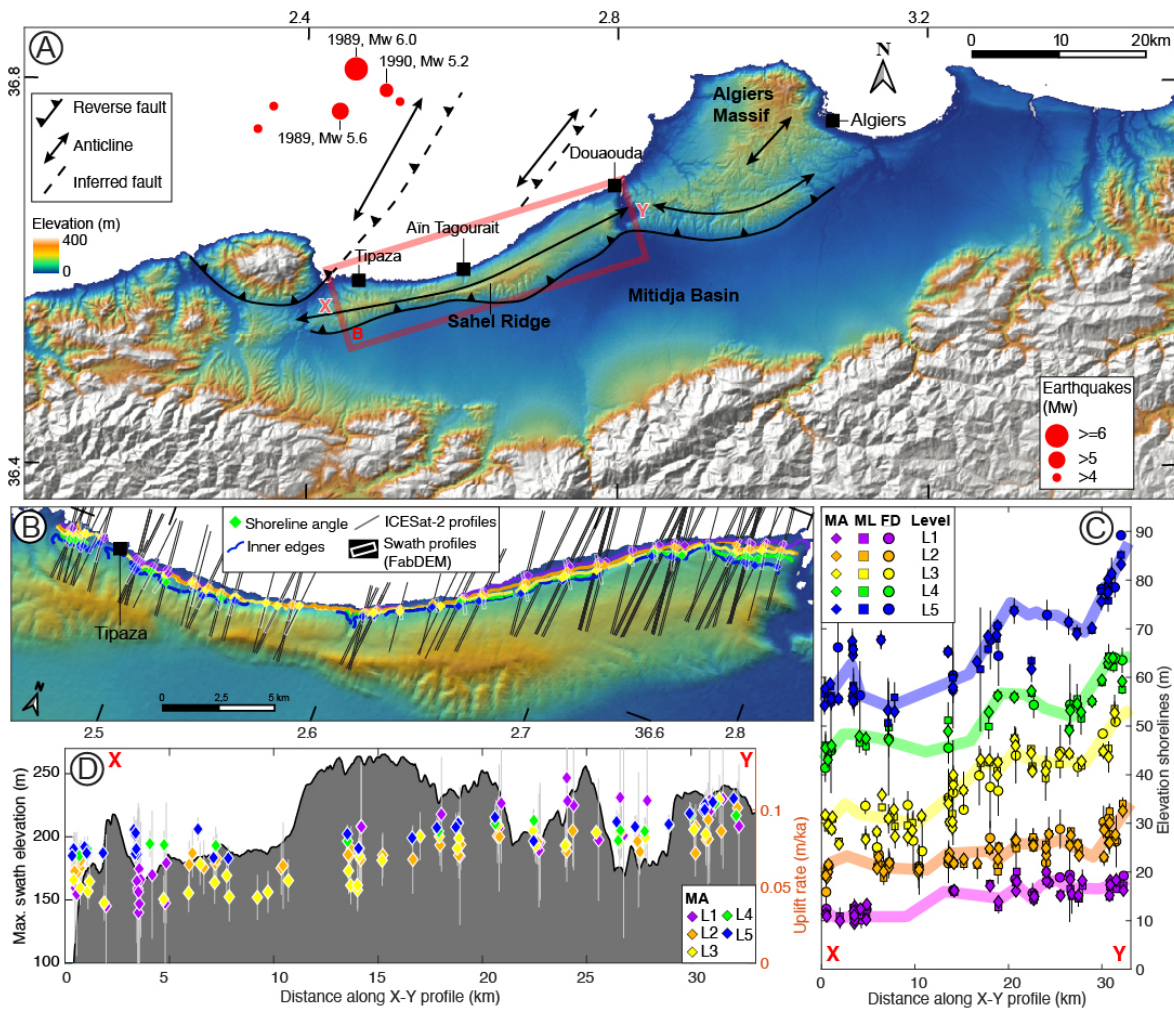 2.4
2.8
3.2
A
1989, Mw 6.0
1990, Mw 5.2
1989, Mw 5.6
N
0
10
20km
36.8
36.4
Reverse fault
Anticline
Inferred fault
Elevation (m)
400
0
Algiers
Massif
Algiers
Douaouda
Y
Aïn Tagourait
Tipaza
X
B
Sahel Ridge
Mitidja Basin
Earthquakes
(Mw)
>=6
>5
>4
B
Shoreline angle
Inner edges
ICESat-2 profiles
Swath profiles
(FabDEM)
Tipaza
N
0
2.5
5 km
2.5
2.6
2.7
36.6
2.8
C
MA ML FD Level
L1
L2
L3
L4
L5
90
80
70
60
50
40
30
20
10
Elevation shorelines (m)
X
Y
0
10
20
30
Distance along X-Y profile (km)
D
X
Y
250
200
150
100
Max. swath elevation (m)
0.1
0.05
0
Uplift rate (m/ka)
MA
L1 L4
L2 L5
L3
0
5
10
15
20
25
30
Distance along X-Y profile (km)